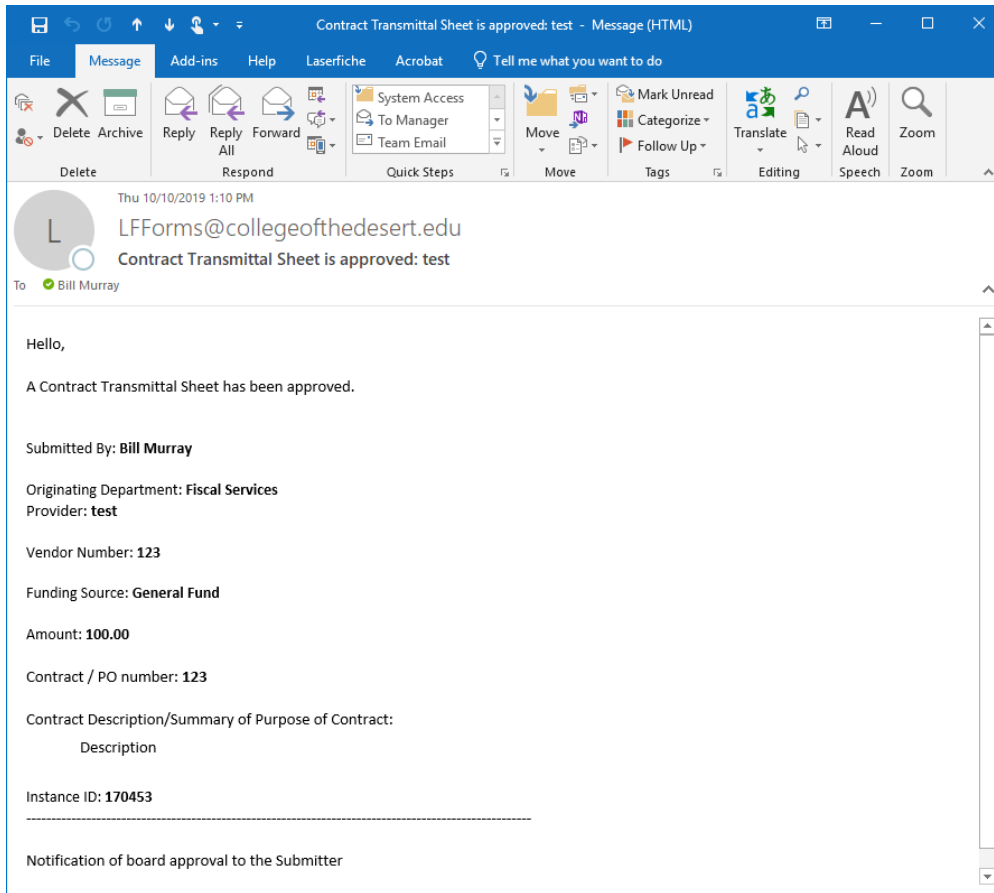 Contract Transmittal Sheet is approved: test - Message (HTML)
File Message Add-ins Help Laserfiche Acrobat Tell me what you want to do
Delete Archive Reply Reply All Forward
System Access
To Manager
Team Email
Move
Mark Unread
Categorize
Follow Up
Translate
Read Aloud
Zoom
Delete Respond Quick Steps Move Tags Editing Speech Zoom
Thu 10/10/2019 1:10 PM
L
LFForms@collegeofthedesert.edu
Contract Transmittal Sheet is approved: test
To Bill Murray
Hello,
A Contract Transmittal Sheet has been approved.
Submitted By: Bill Murray
Originating Department: Fiscal Services
Provider: test
Vendor Number: 123
Funding Source: General Fund
Amount: 100.00
Contract / PO number: 123
Contract Description/Summary of Purpose of Contract:
Description
Instance ID: 170453
-----------------------------------------------------------------------------------------------------
Notification of board approval to the Submitter